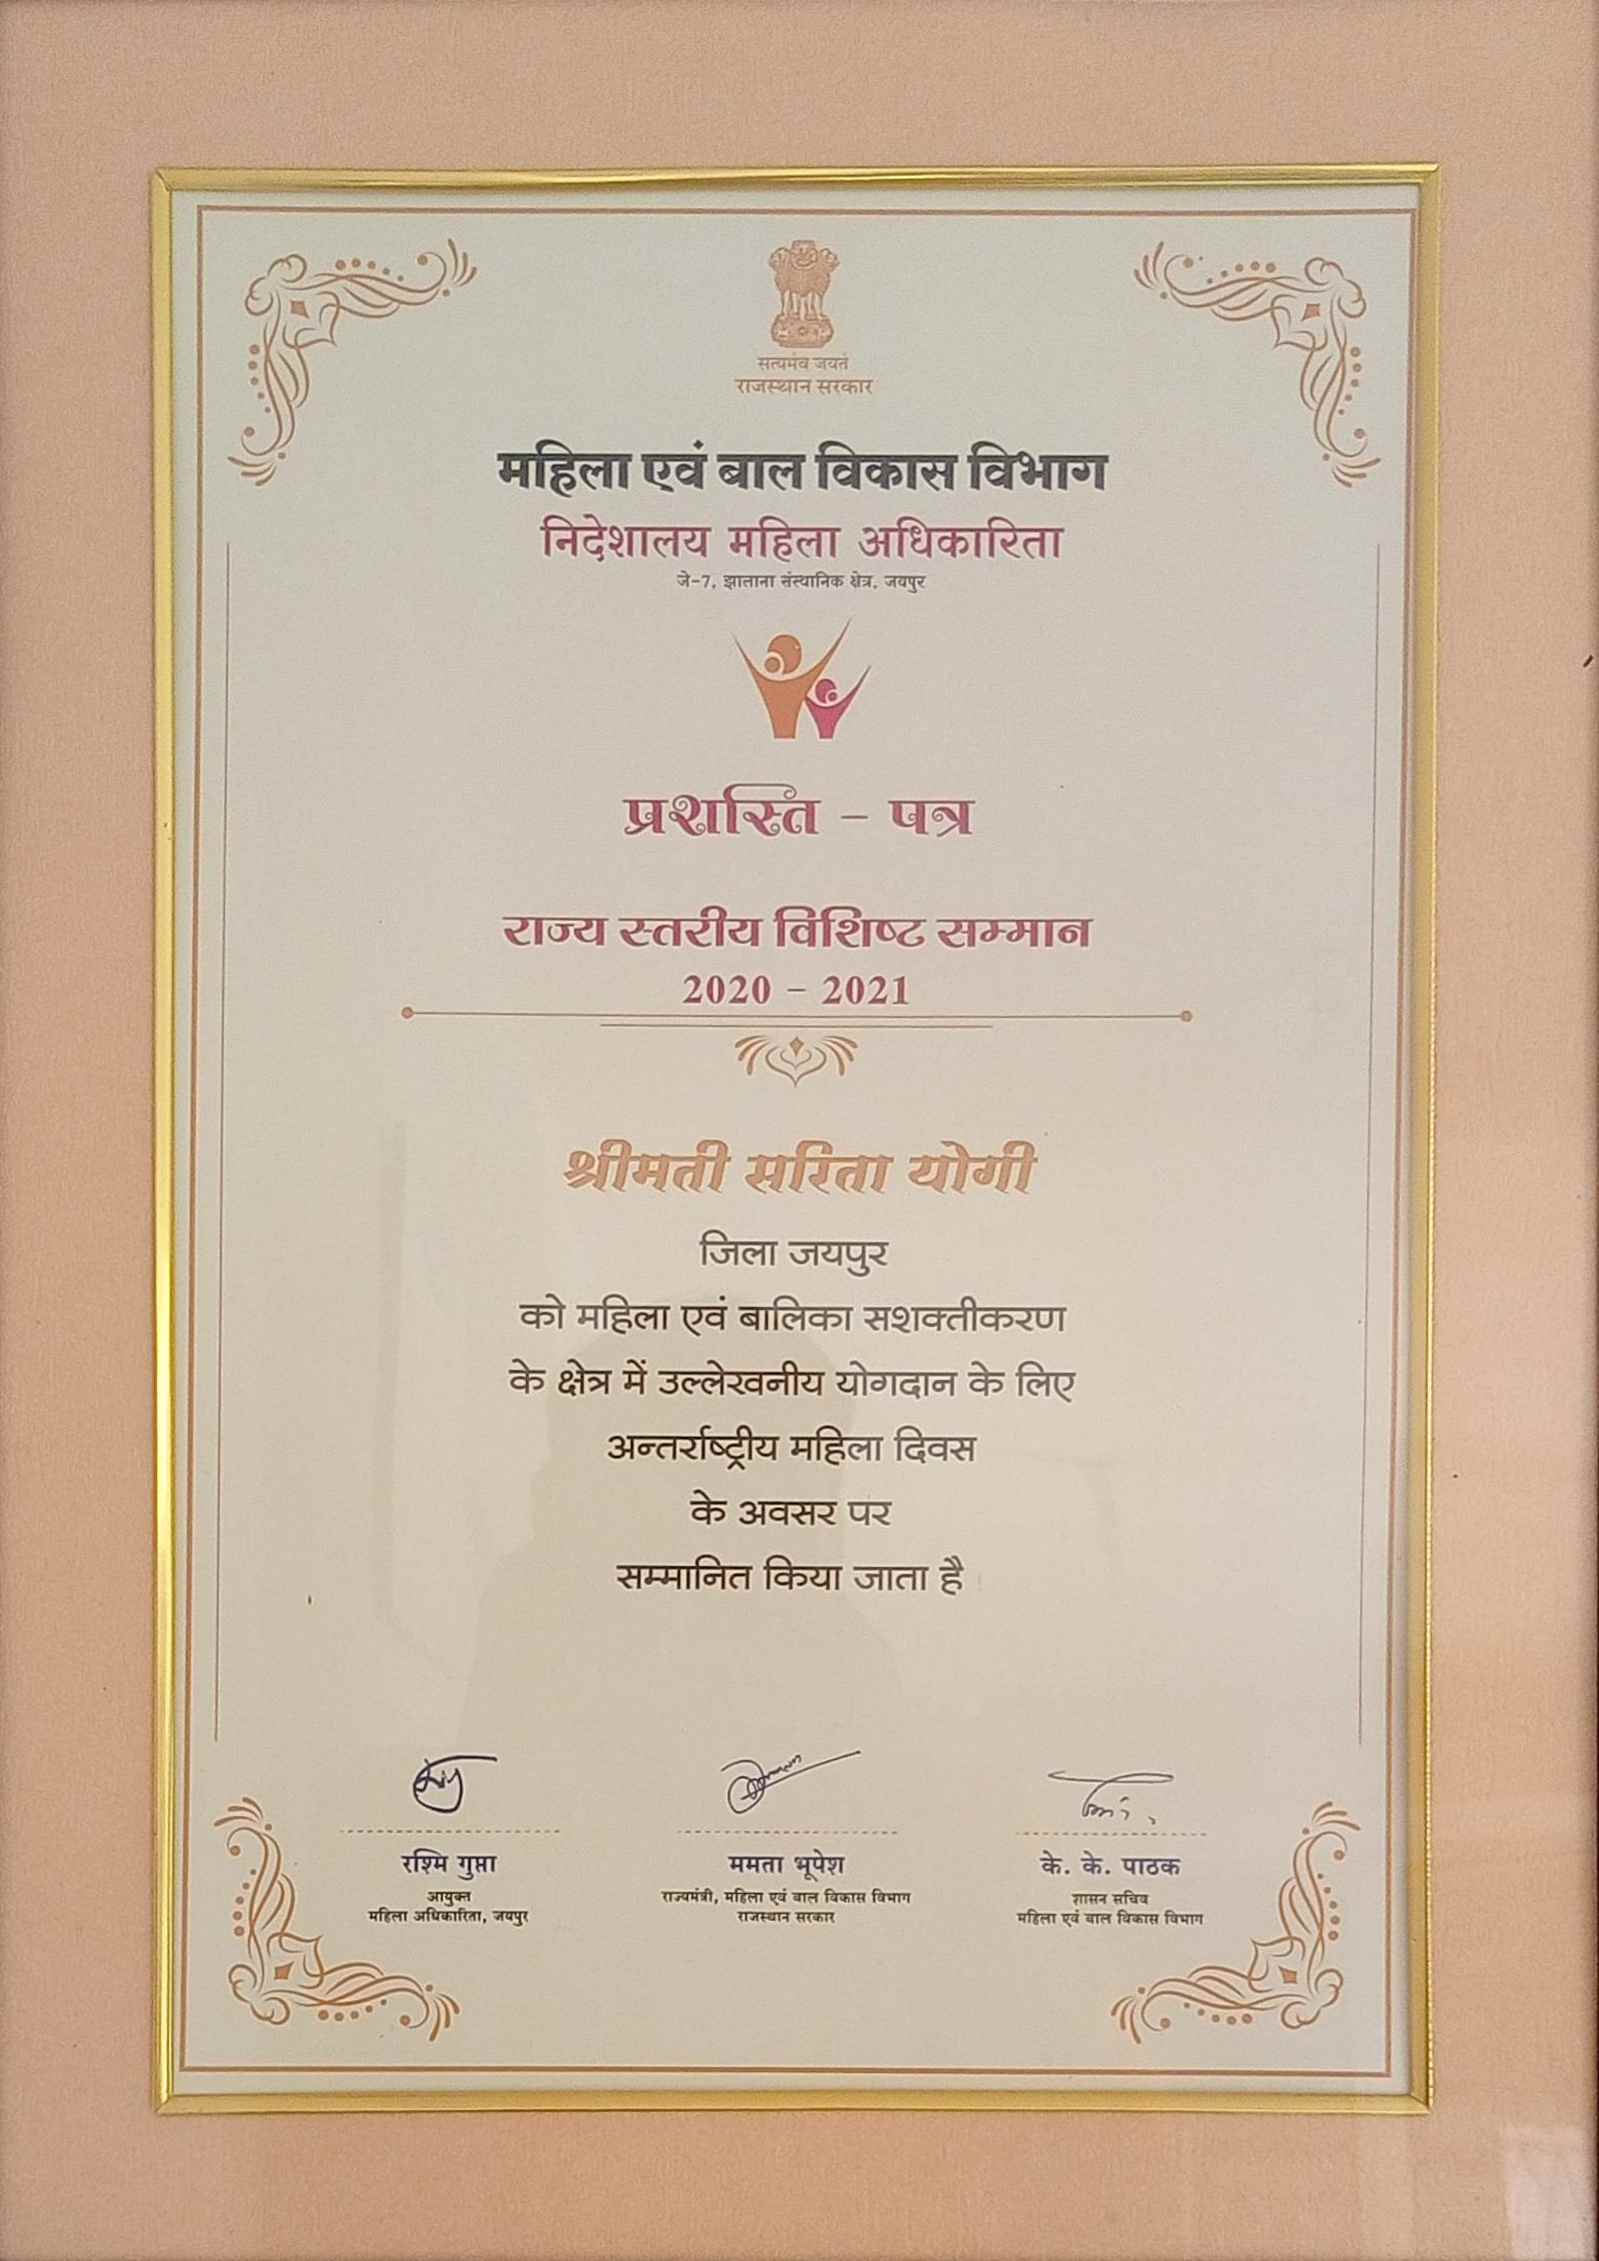 सत्यमेव जयते
राजस्थान सरकार
महिला एवं बाल विकास विभाग
निदेशालय महिला अधिकारिता
जे-7, झालाना संस्थानिक क्षेत्र, जयपुर
प्रशस्ति - पत्र
राज्य स्तरीय विशिष्ट सम्मान
2020 - 2021
श्रीमती सरिता योगी
जिला जयपुर
को महिला एवं बालिका सशक्तीकरण
के क्षेत्र में उल्लेखनीय योगदान के लिए
अन्तर्राष्ट्रीय महिला दिवस
के अवसर पर
सम्मानित किया जाता है
रश्मि गुप्ता ममता भूपेश के. के. पाठक
आयुक्त राज्यमंत्री, महिला एवं बाल विकास विभाग शासन सचिव
महिला अधिकारिता, जयपुर राजस्थान सरकार महिला एवं बाल विकास विभाग